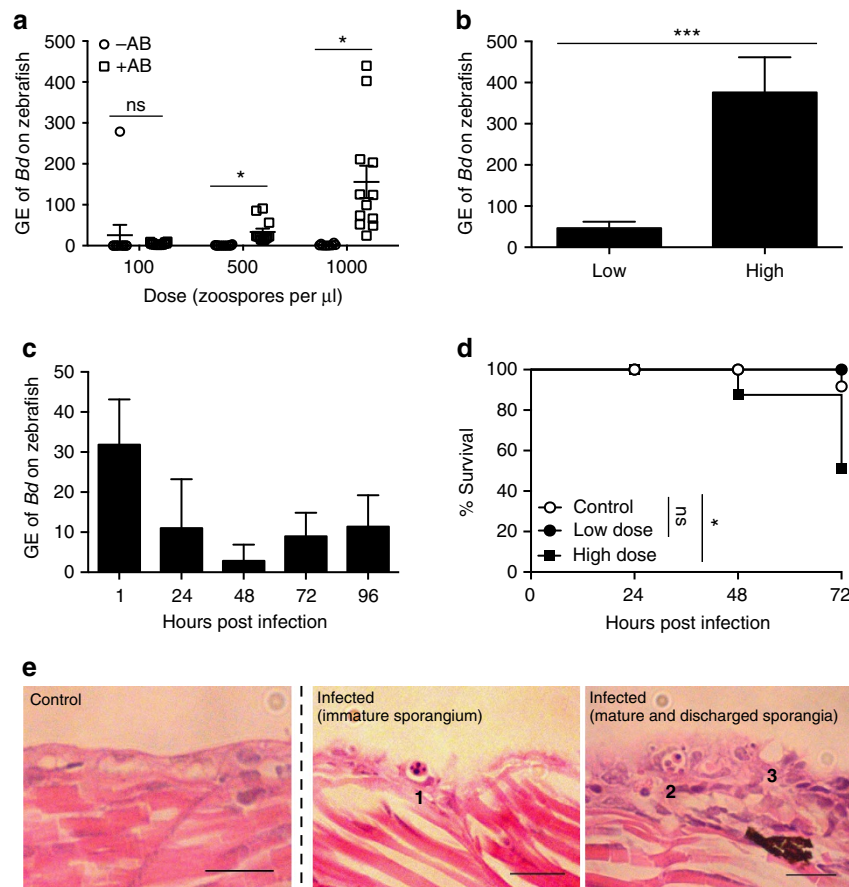 a
GE of Bd on zebrafish
500
400
300
200
100
0
–AB
+AB
ns
*
*
100 500 1000
Dose (zoospores per µl)
b
GE of Bd on zebrafish
500
400
300
200
100
0
***
Low High
c
GE of Bd on zebrafish
50
40
30
20
10
0
1 24 48 72 96
Hours post infection
d
% Survival
100
80
60
40
20
0
Control
Low dose
High dose
ns
*
0 24 48 72
Hours post infection
e
Control
Infected
(immature sporangium)
1
Infected
(mature and discharged sporangia)
2
3